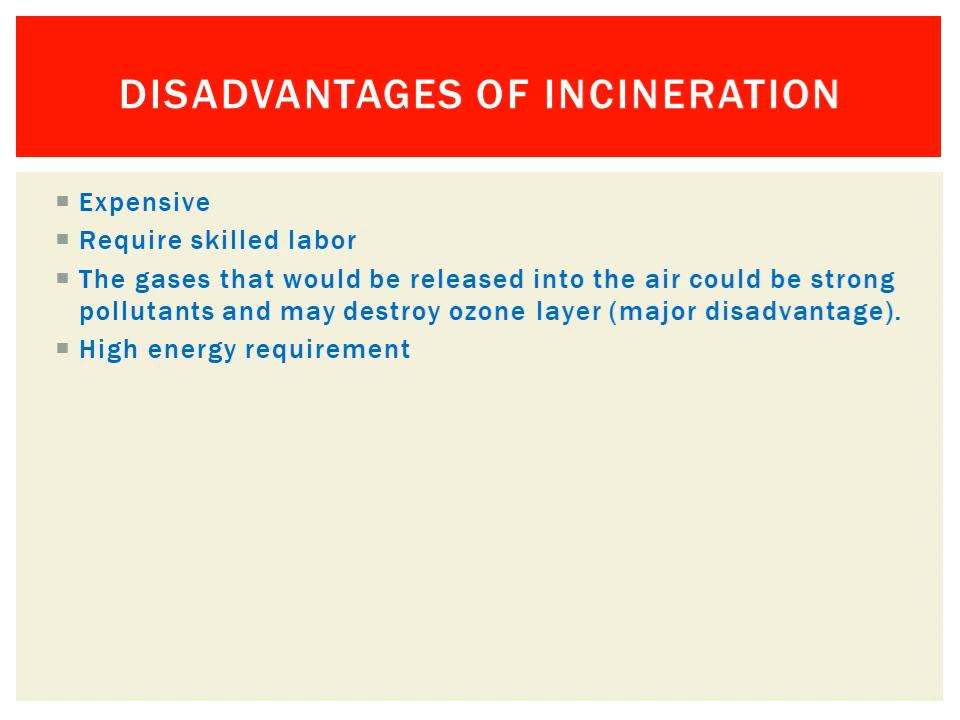 DISADVANTAGES OF INCINERATION
Expensive
Require skilled labor
The gases that would be released into the air could be strong
pollutants and may destroy ozone layer (major disadvantage).
High energy requirement